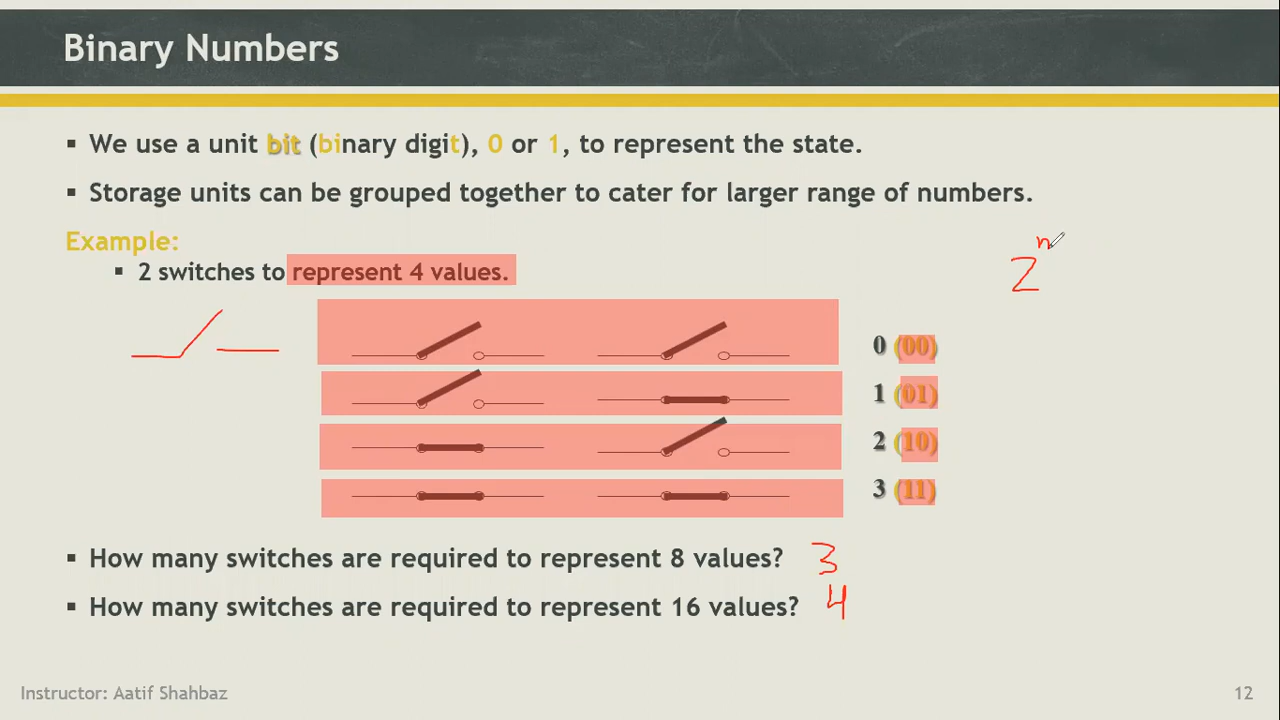 Binary Numbers
▪ We use a unit bit (binary digit), 0 or 1, to represent the state.
▪ Storage units can be grouped together to cater for larger range of numbers.
Example:
2^n
▪ 2 switches to represent 4 values.
0 (00)
1 (01)
2 (10)
3 (11)
▪ How many switches are required to represent 8 values? 3
▪ How many switches are required to represent 16 values? 4
Instructor: Aatif Shahbaz 12